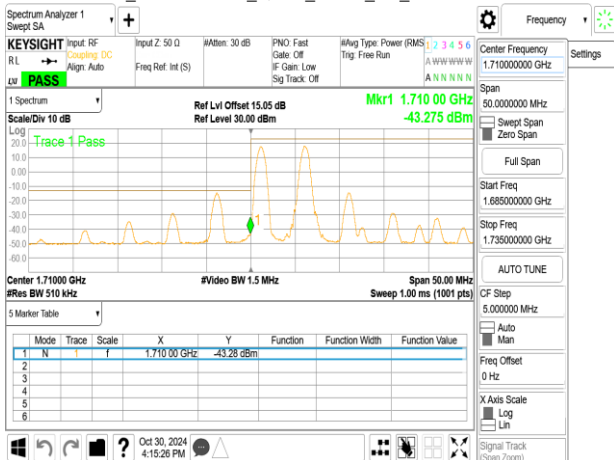 Spectrum Analyzer 1
Swept SA
Frequency
KEYSIGHT Input: RF Input Z: 50 Ω #Atten: 30 dB PNO: Fast #Avg Type: Power (RMS 1 2 3 4 5 6
RL Coupling: DC Gate: Off Trig: Free Run A W W W W W
Align: Auto Freq Ref: Int (S) IF Gain: Low
Sig Track: Off A N N N N N
LXI PASS
1 Spectrum
Ref Lvl Offset 15.05 dB Mkr1 1.710 00 GHz
Scale/Div 10 dB Ref Level 30.00 dBm -43.275 dBm
Log
Trace 1 Pass
20.0
10.0
0.00
-10.0
-20.0
-30.0
-40.0
-50.0
-60.0
1
Center 1.71000 GHz #Video BW 1.5 MHz Span 50.00 MHz
#Res BW 510 kHz Sweep 1.00 ms (1001 pts)
5 Marker Table
Mode Trace Scale X Y Function Function Width Function Value
1 N 1 f 1.710 00 GHz -43.28 dBm
2
3
4
5
6
Oct 30, 2024
4:15:26 PM
?
Center Frequency
1.710000000 GHz
Settings
Span
50.0000000 MHz
Swept Span
Zero Span
Full Span
Start Freq
1.685000000 GHz
Stop Freq
1.735000000 GHz
AUTO TUNE
CF Step
5.000000 MHz
Auto
Man
Freq Offset
0 Hz
X Axis Scale
Log
Lin
Signal Track
(Span Zoom)